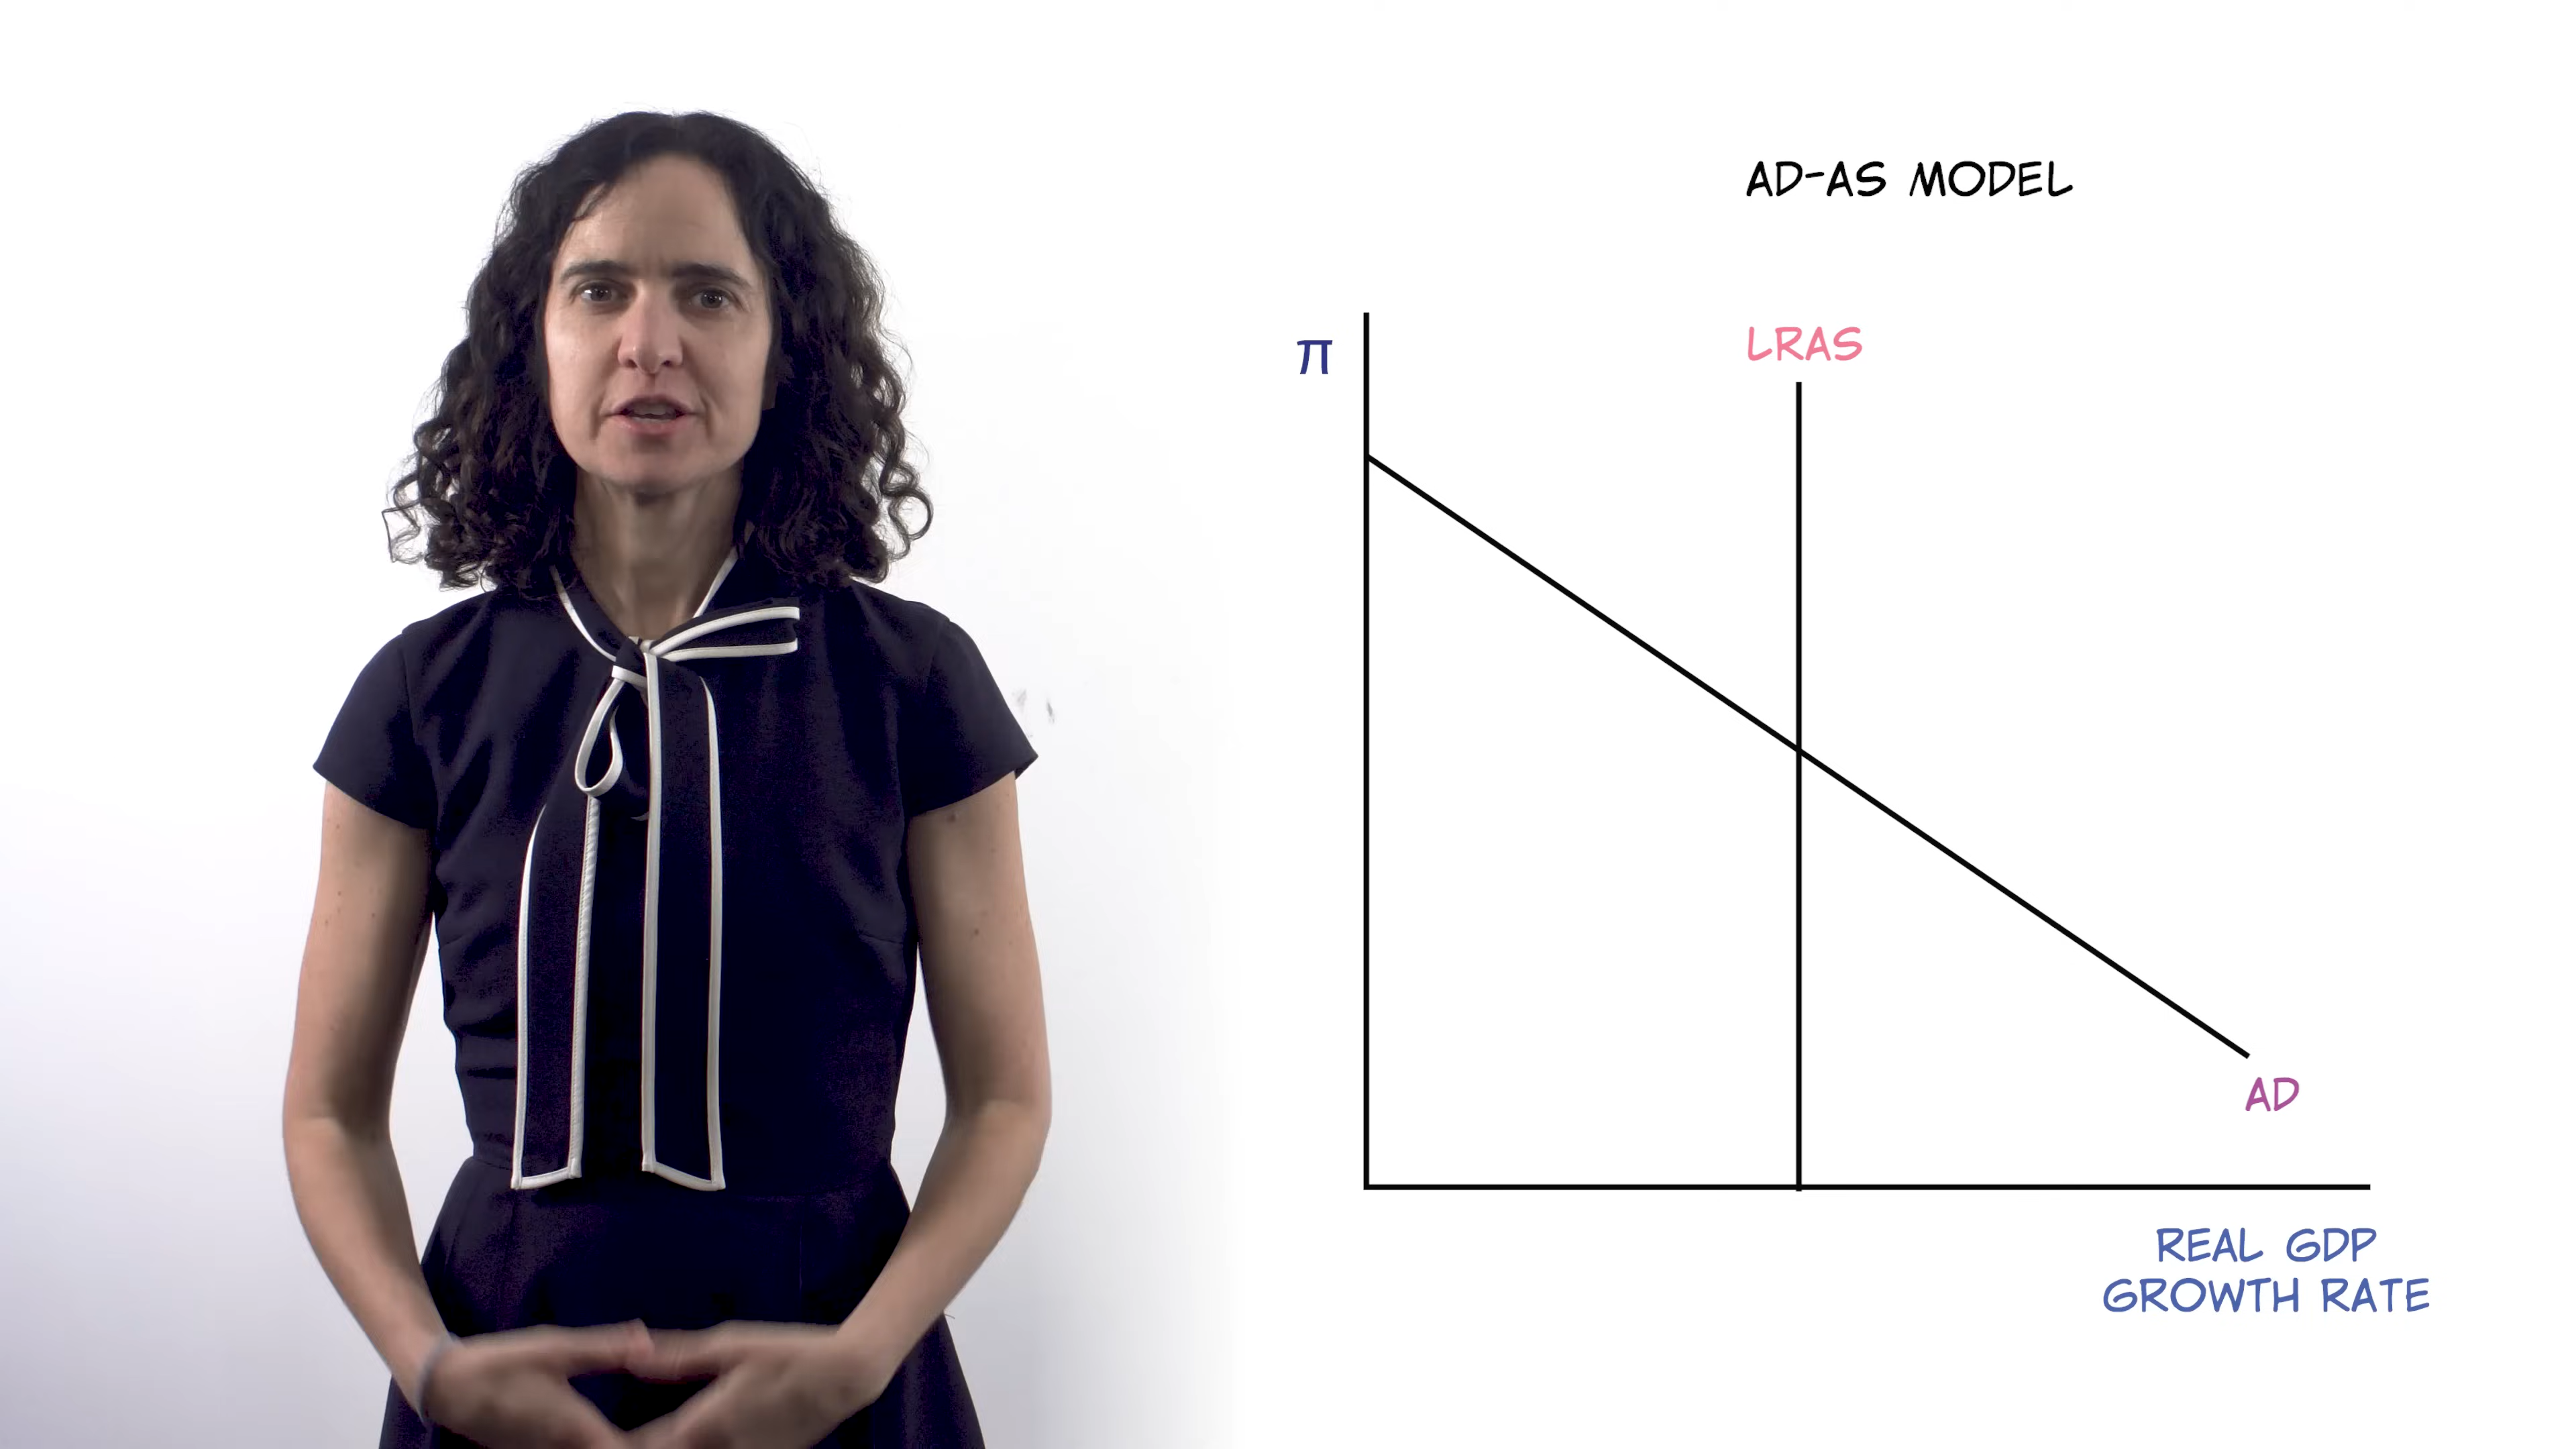 AD-AS MODEL
π
LRAS
AD
REAL GDP
GROWTH RATE